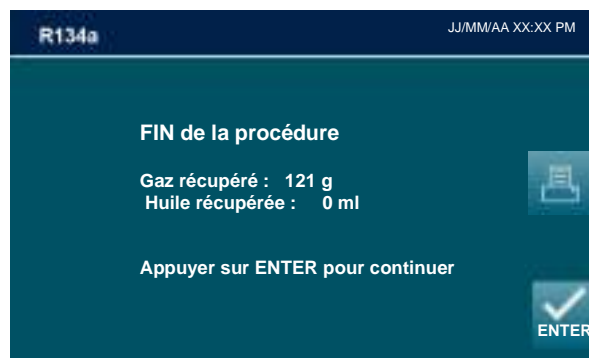 R134a JJ/MM/AA XX:XX PM
FIN de la procédure
Gaz récupéré : 121 g
Huile récupérée : 0 ml
Appuyer sur ENTER pour continuer
ENTER